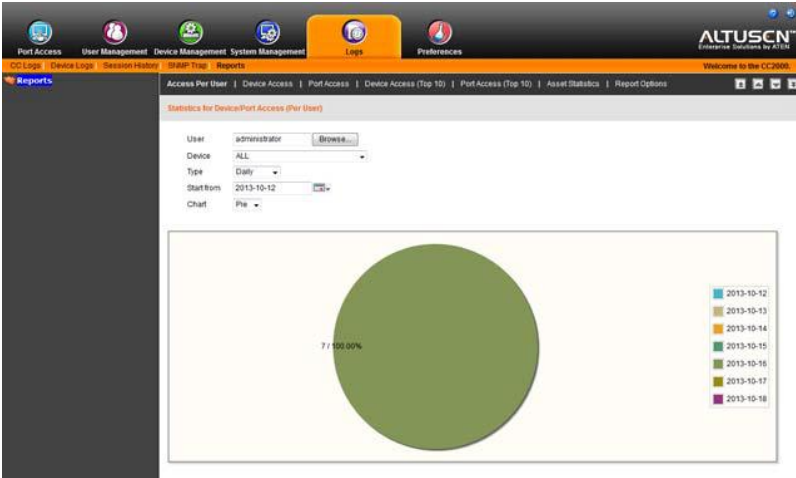 ALTUSCN™
Enterprise Solutions by ATEN
Port Access User Management Device Management System Management Logs Preferences
CC Logs Device Logs Session History SNMP Trap Reports Welcome to the CC2000.
Reports
Access Per User | Device Access | Port Access | Device Access (Top 10) | Port Access (Top 10) | Asset Statistics | Report Options
Statistics for Device/Port Access (Per User)
User administrator Browse...
Device ALL
Type Daily
Start from 2013-10-12
Chart Pie
7 / 100.00%
2013-10-12
2013-10-13
2013-10-14
2013-10-15
2013-10-16
2013-10-17
2013-10-18